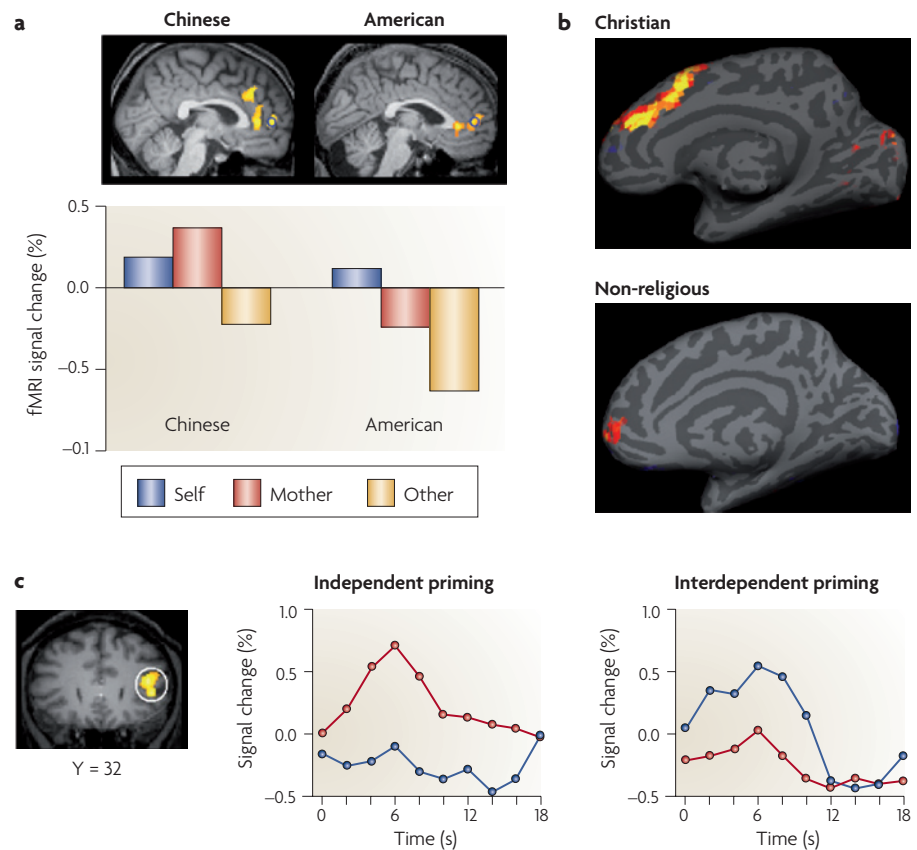 a
Chinese
American
b
Christian
0.5
0.0
−0.5
−0.1
fMRI signal change (%)
Chinese
American
Self
Mother
Other
Non-religious
c
Y = 32
Independent priming
1.0
0.5
0.0
−0.5
Signal change (%)
0
6
12
18
Time (s)
Interdependent priming
1.0
0.5
0.0
−0.5
Signal change (%)
0
6
12
18
Time (s)